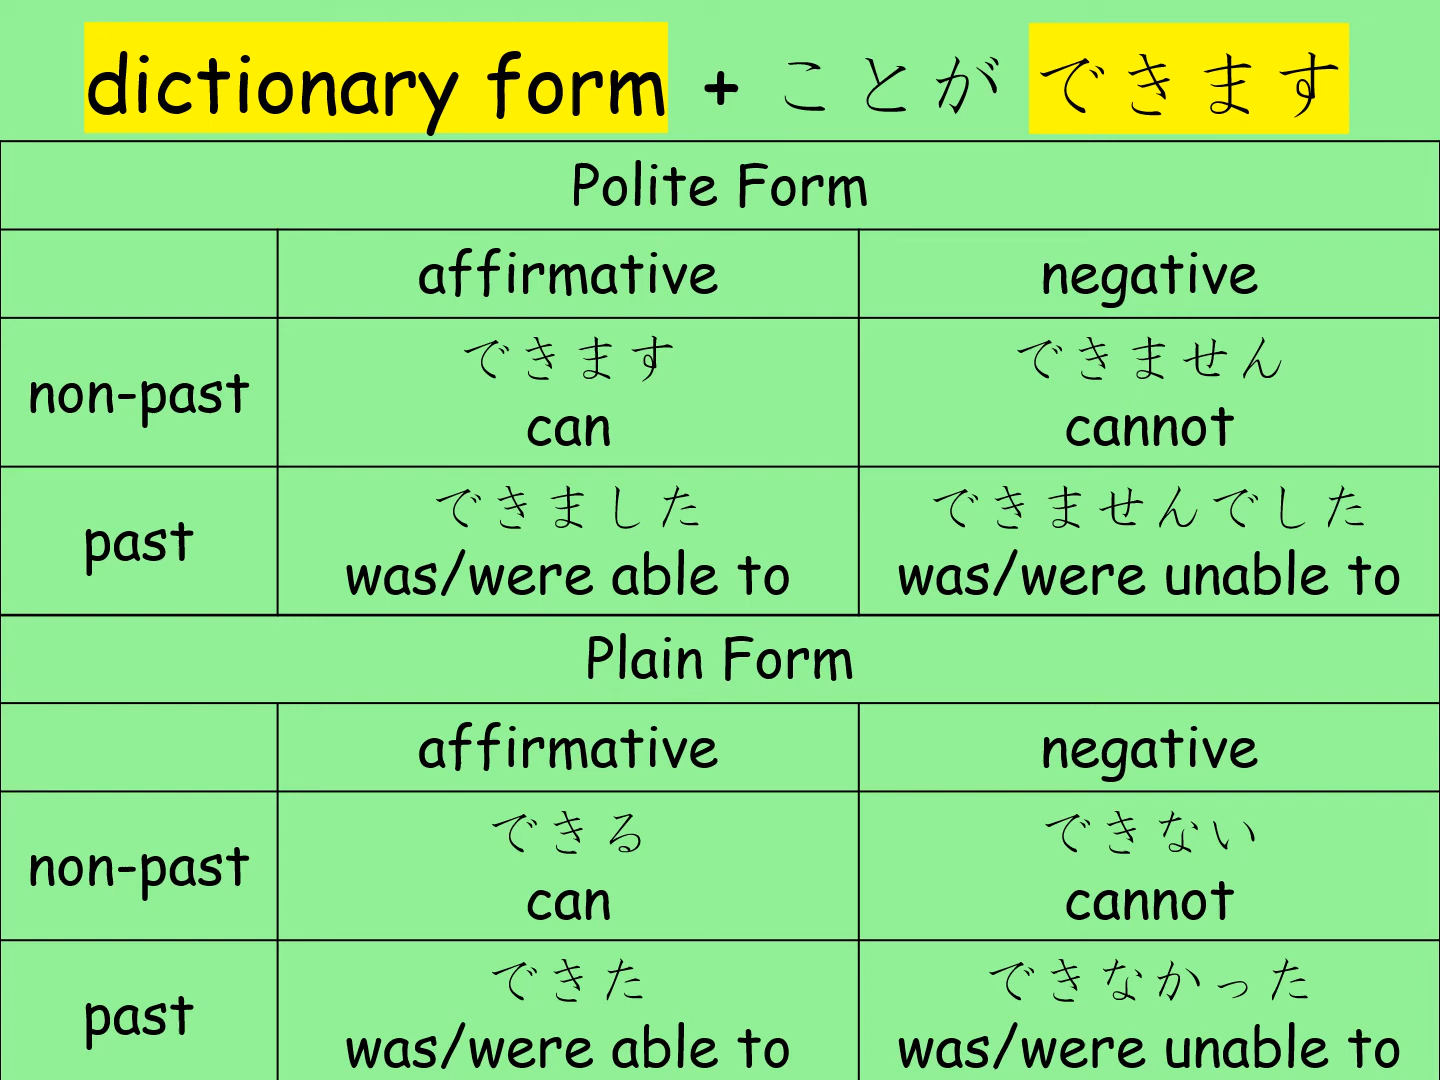 dictionary form + ことが できます
Polite Form
affirmative negative
non-past
できます
can
できません
cannot
past
できました
was/were able to
できませんでした
was/were unable to
Plain Form
affirmative negative
non-past
できる
can
できない
cannot
past
できた
was/were able to
できなかった
was/were unable to